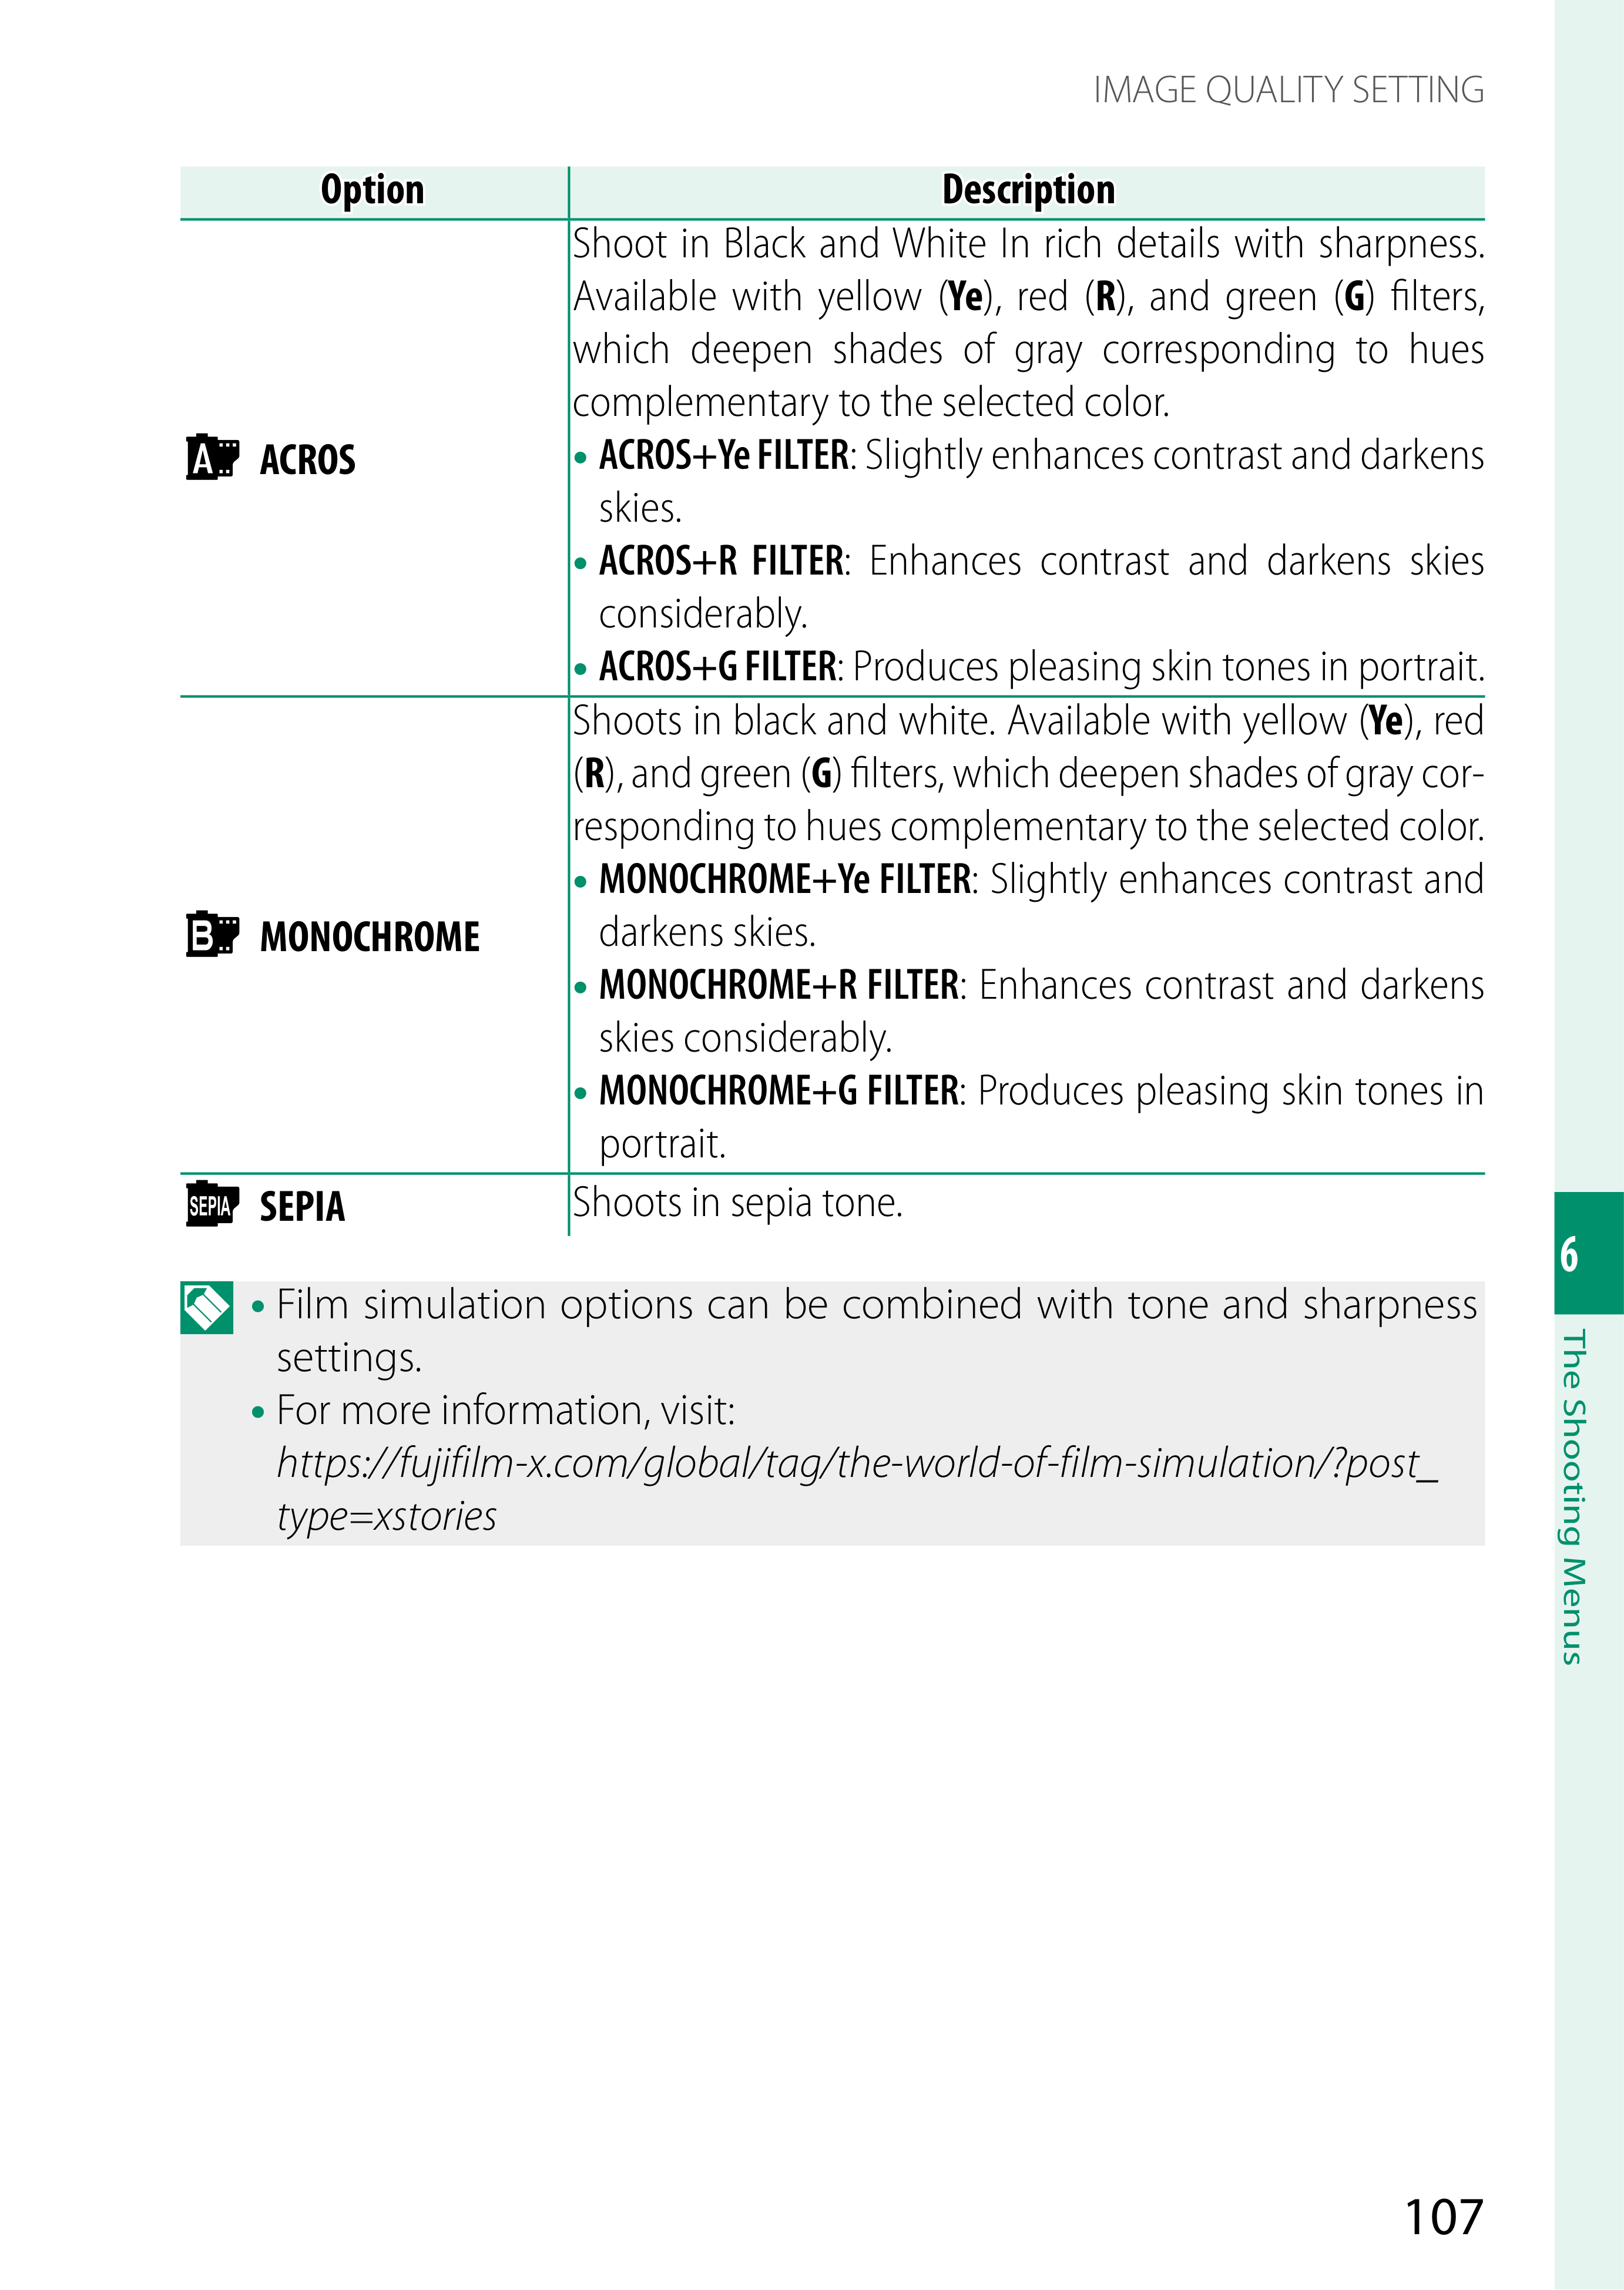 IMAGE QUALITY SETTING
Option
Description
A ACROS
Shoot in Black and White In rich details with sharpness.
Available with yellow (Ye), red (R), and green (G) filters,
which deepen shades of gray corresponding to hues
complementary to the selected color.
• ACROS+Ye FILTER: Slightly enhances contrast and darkens
skies.
• ACROS+R FILTER: Enhances contrast and darkens skies
considerably.
• ACROS+G FILTER: Produces pleasing skin tones in portrait.
B MONOCHROME
Shoots in black and white. Available with yellow (Ye), red
(R), and green (G) filters, which deepen shades of gray cor-
responding to hues complementary to the selected color.
• MONOCHROME+Ye FILTER: Slightly enhances contrast and
darkens skies.
• MONOCHROME+R FILTER: Enhances contrast and darkens
skies considerably.
• MONOCHROME+G FILTER: Produces pleasing skin tones in
portrait.
SEPIA SEPIA
Shoots in sepia tone.
• Film simulation options can be combined with tone and sharpness
settings.
• For more information, visit:
https://fujifilm-x.com/global/tag/the-world-of-film-simulation/?post_
type=xstories
6
The Shooting Menus
107